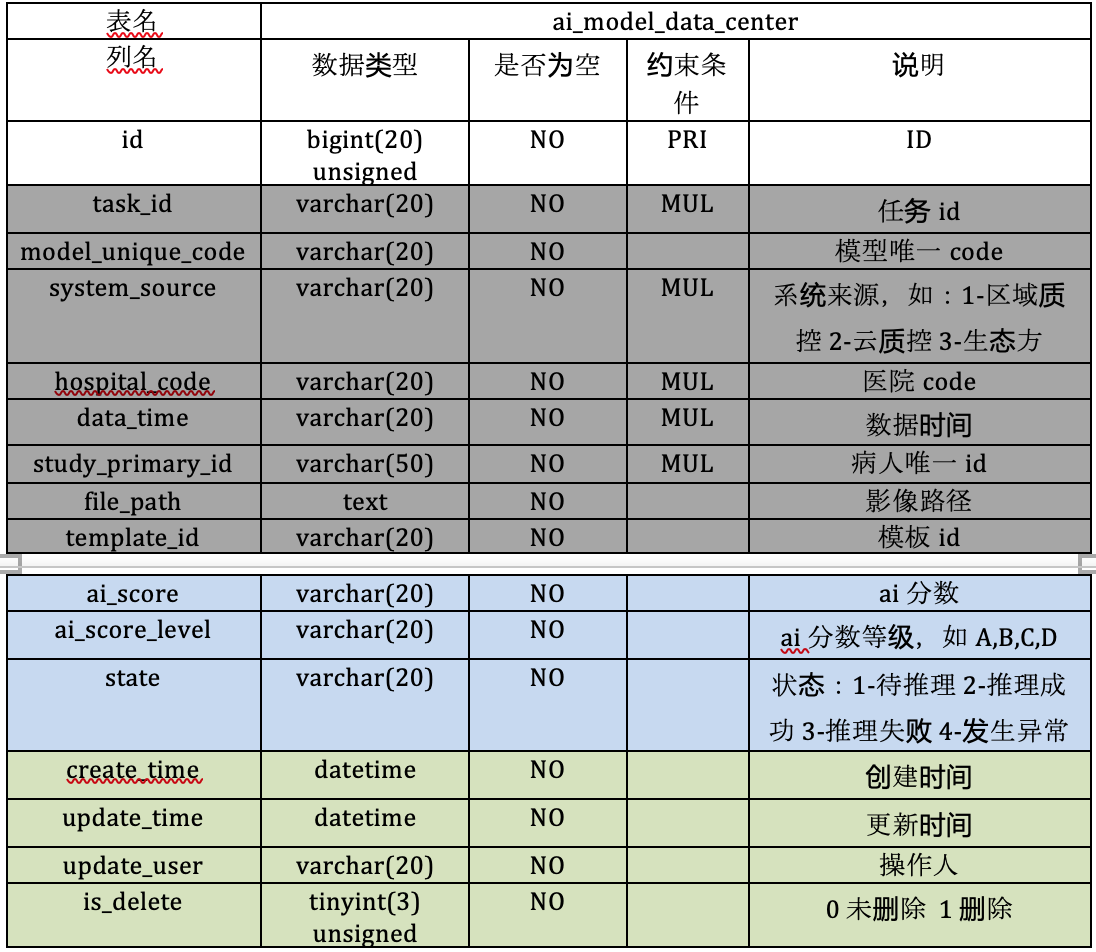 表名 ai_model_data_center
列名 数据类型 是否为空 约束条件 说明
id bigint(20) unsigned NO PRI ID
task_id varchar(20) NO MUL 任务 id
model_unique_code varchar(20) NO 模型唯一 code
system_source varchar(20) NO MUL 系统来源，如：1-区域质
控 2-云质控 3-生态方
hospital_code varchar(20) NO MUL 医院 code
data_time varchar(20) NO MUL 数据时间
study_primary_id varchar(50) NO MUL 病人唯一 id
file_path text NO 影像路径
template_id varchar(20) NO 模板 id
ai_score varchar(20) NO ai 分数
ai_score_level varchar(20) NO ai 分数等级，如 A,B,C,D
state varchar(20) NO 状态：1-待推理 2-推理成
功 3-推理失败 4-发生异常
create_time datetime NO 创建时间
update_time datetime NO 更新时间
update_user varchar(20) NO 操作人
is_delete tinyint(3) unsigned NO 0 未删除 1 删除